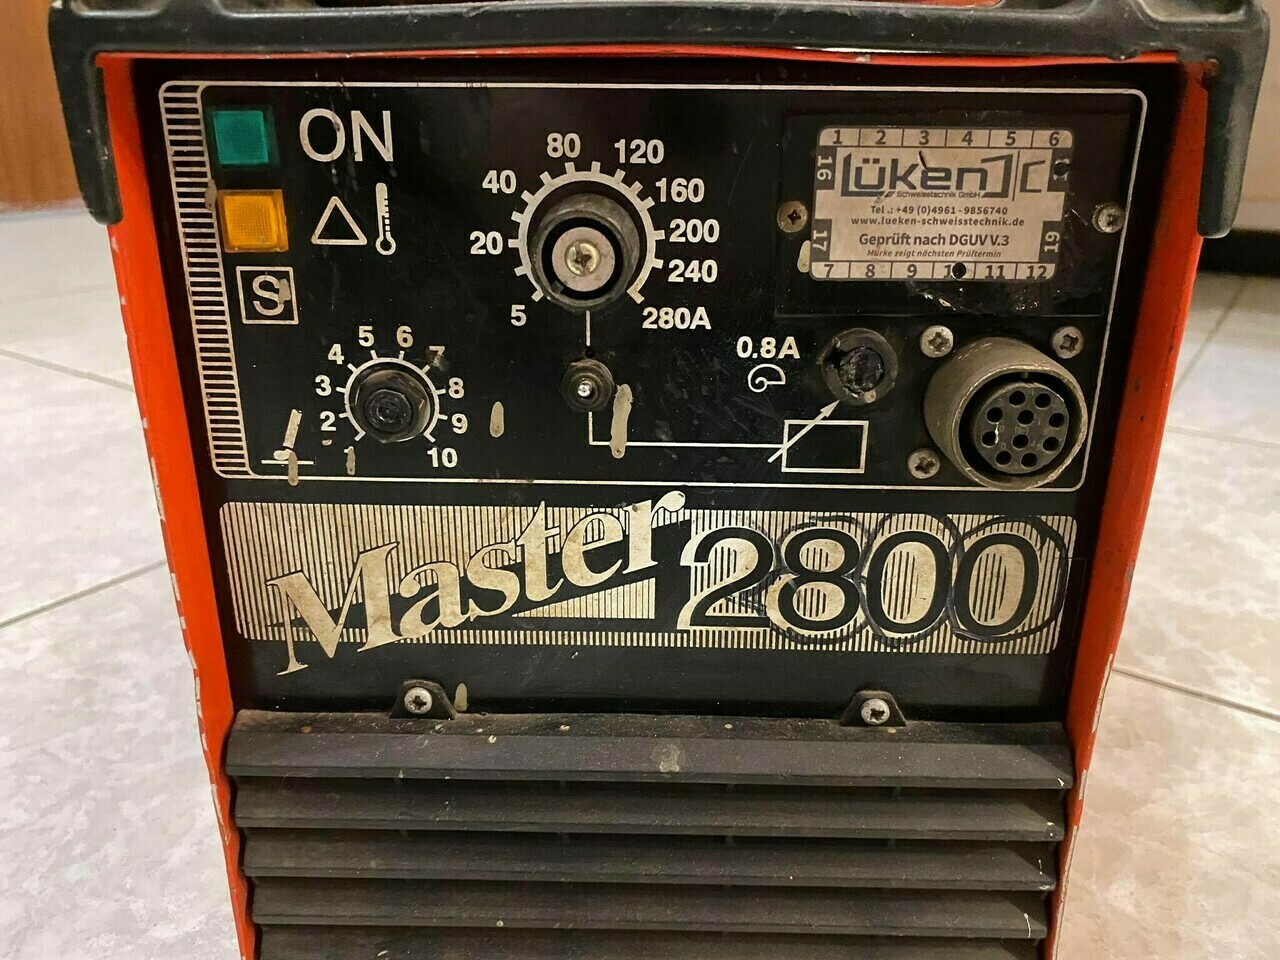 ON
S
1 2 3 4 5 6 7 8 9 10
5 20 40 80 120 160 200 240 280A
0.8A
1 2 3 4 5 6
16
Lüken
Schweisstechnik GmbH
Tel.: +49 (0)4961-9856740
www.lueken-schweisstechnik.de
17
Geprüft nach DGUV V.3
19
Marke zeigt nächsten Prüftermin
7 8 9 10 11 12
Master 2800